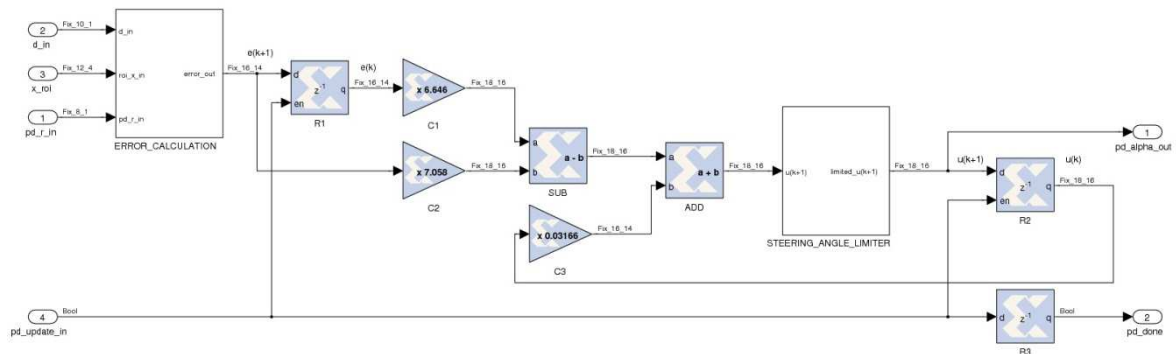 2
d_in
Fix_10_1
3
x_roi
Fix_12_4
1
pd_r_in
Fix_8_1
d_in
roi_x_in
pd_r_in
error_out
ERROR_CALCULATION
Fix_16_14
e(k+1)
d
en
z-1
q
R1
e(k)
Fix_16_14
x 6.646
C1
Fix_18_16
x 7.058
C2
Fix_18_16
a
b
a - b
SUB
Fix_18_16
a
b
a + b
ADD
Fix_18_16
x 0.03166
C3
Fix_16_14
u(k+1)
limited_u(k+1)
STEERING_ANGLE_LIMITER
Fix_18_16
u(k+1)
d
en
z-1
q
R2
u(k)
Fix_18_16
1
pd_alpha_out
4
pd_update_in
Bool
d
z-1
q
R3
Bool
2
pd_done